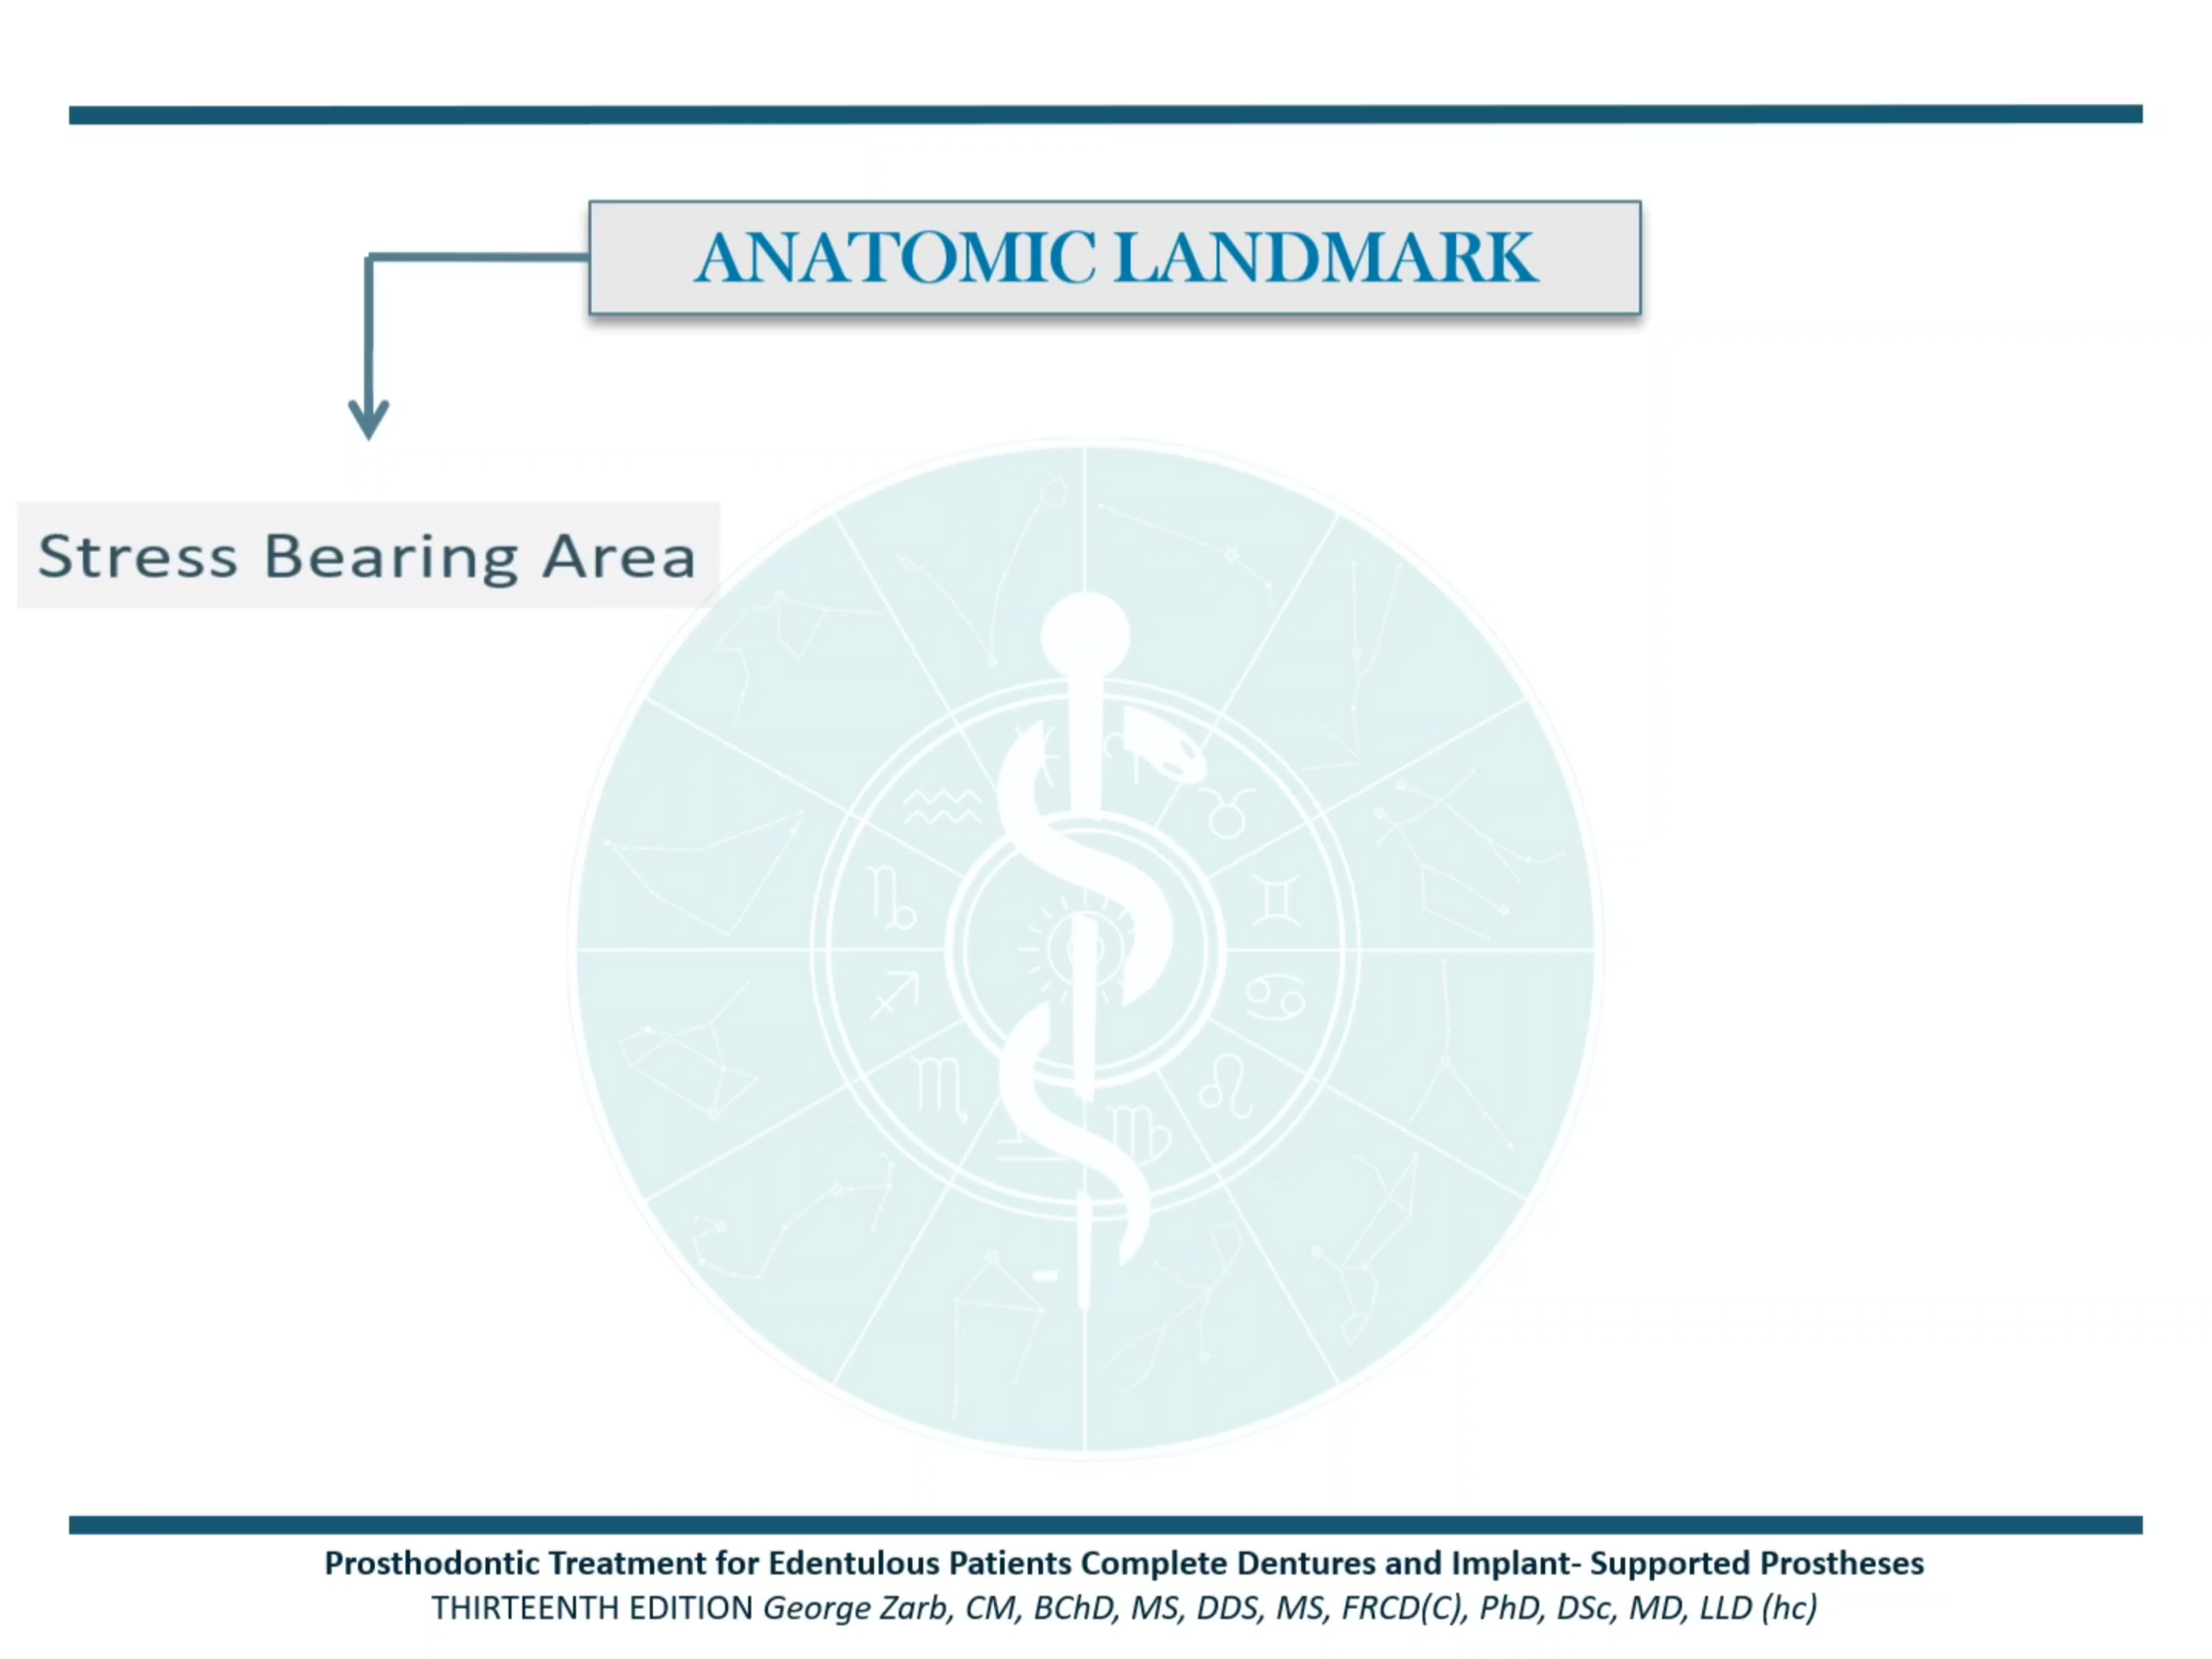 ANATOMIC LANDMARK
Stress Bearing Area
Prosthodontic Treatment for Edentulous Patients Complete Dentures and Implant- Supported Prostheses
THIRTEENTH EDITION George Zarb, CM, BChD, MS, DDS, MS, FRCD(C), PhD, DSc, MD, LLD (hc)